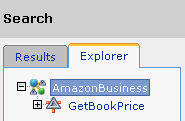 Search
Results Explorer
AmazonBusiness
GetBookPrice